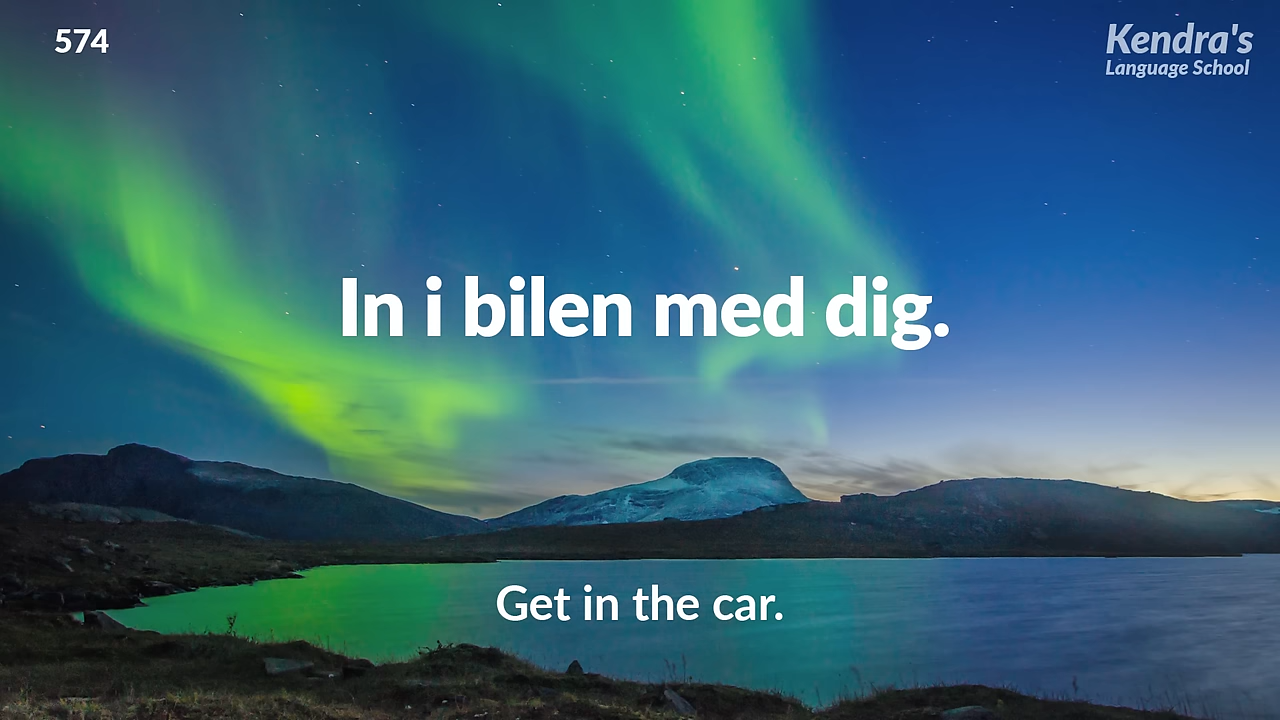 574
Kendra's
Language School
In i bilen med dig.
Get in the car.